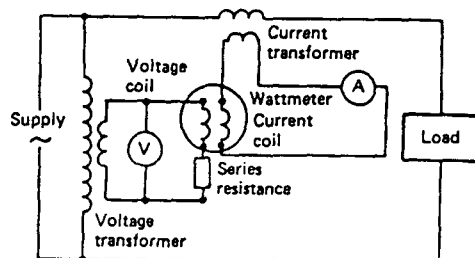 Current
transformer
Voltage
coil
Wattmeter
A
Current
coil
Supply
~
V
Load
Series
resistance
Voltage
transformer